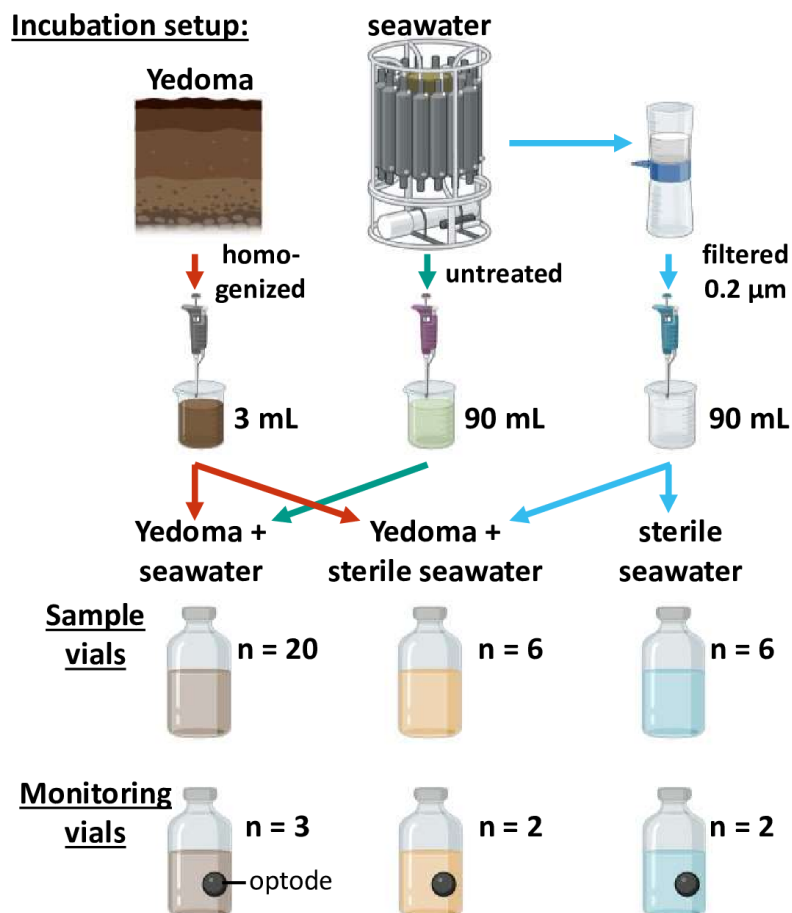 Incubation setup:
seawater
Yedoma
homo-
genized
untreated
filtered
0.2 µm
3 mL
90 mL
90 mL
Yedoma +
seawater
Yedoma +
sterile seawater
sterile
seawater
Sample
vials
n = 20
n = 6
n = 6
Monitoring
vials
n = 3
n = 2
n = 2
optode